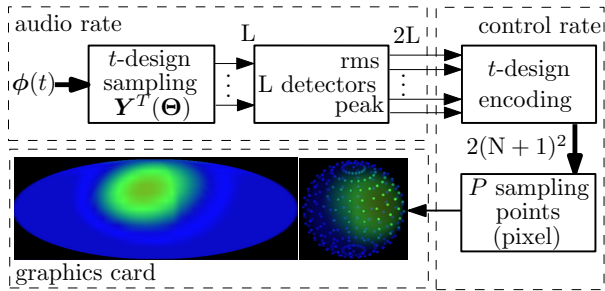 audio rate
control rate
ϕ(t)
t-design
sampling
Y^T(Θ)
L
⋮
L detectors
rms
peak
2L
⋮
t-design
encoding
2(N + 1)^2
P sampling
points
(pixel)
graphics card